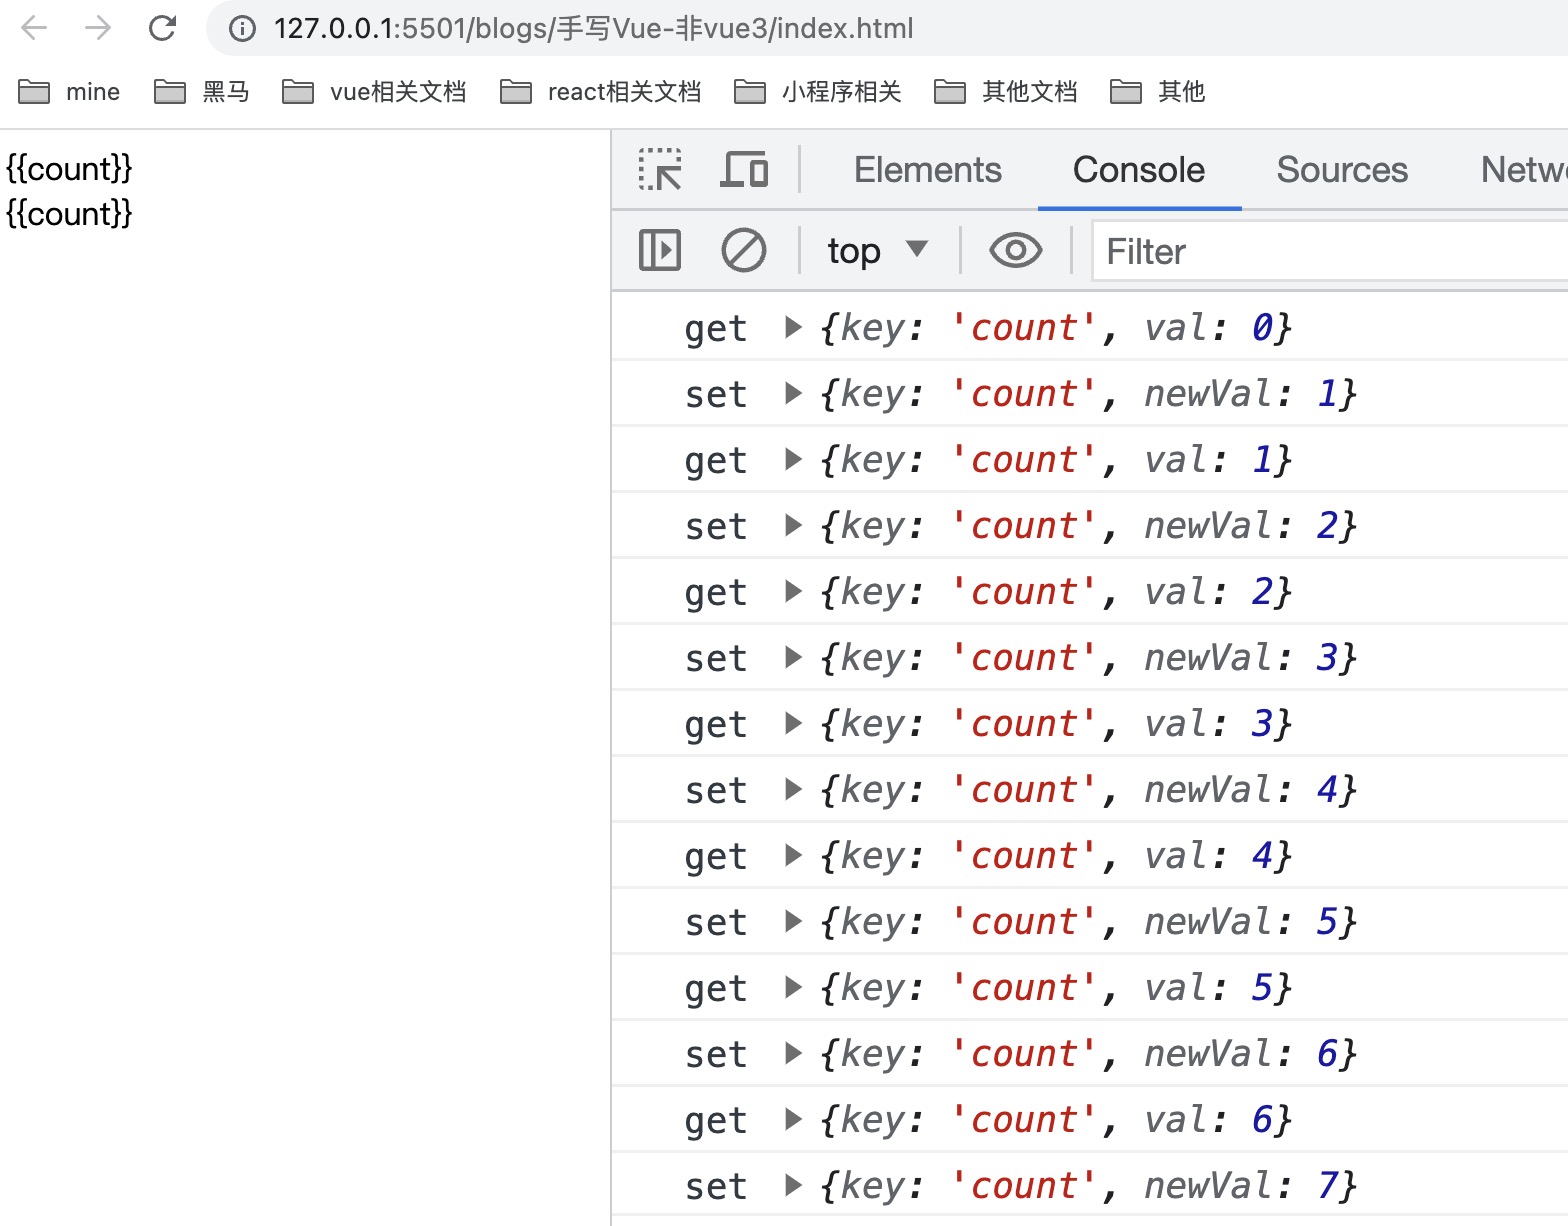 127.0.0.1:5501/blogs/手写Vue-非vue3/index.html
mine 黑马 vue相关文档 react相关文档 小程序相关 其他文档 其他
{{count}}
{{count}}
Elements Console Sources Netw
top Filter
get {key: 'count', val: 0}
set {key: 'count', newVal: 1}
get {key: 'count', val: 1}
set {key: 'count', newVal: 2}
get {key: 'count', val: 2}
set {key: 'count', newVal: 3}
get {key: 'count', val: 3}
set {key: 'count', newVal: 4}
get {key: 'count', val: 4}
set {key: 'count', newVal: 5}
get {key: 'count', val: 5}
set {key: 'count', newVal: 6}
get {key: 'count', val: 6}
set {key: 'count', newVal: 7}